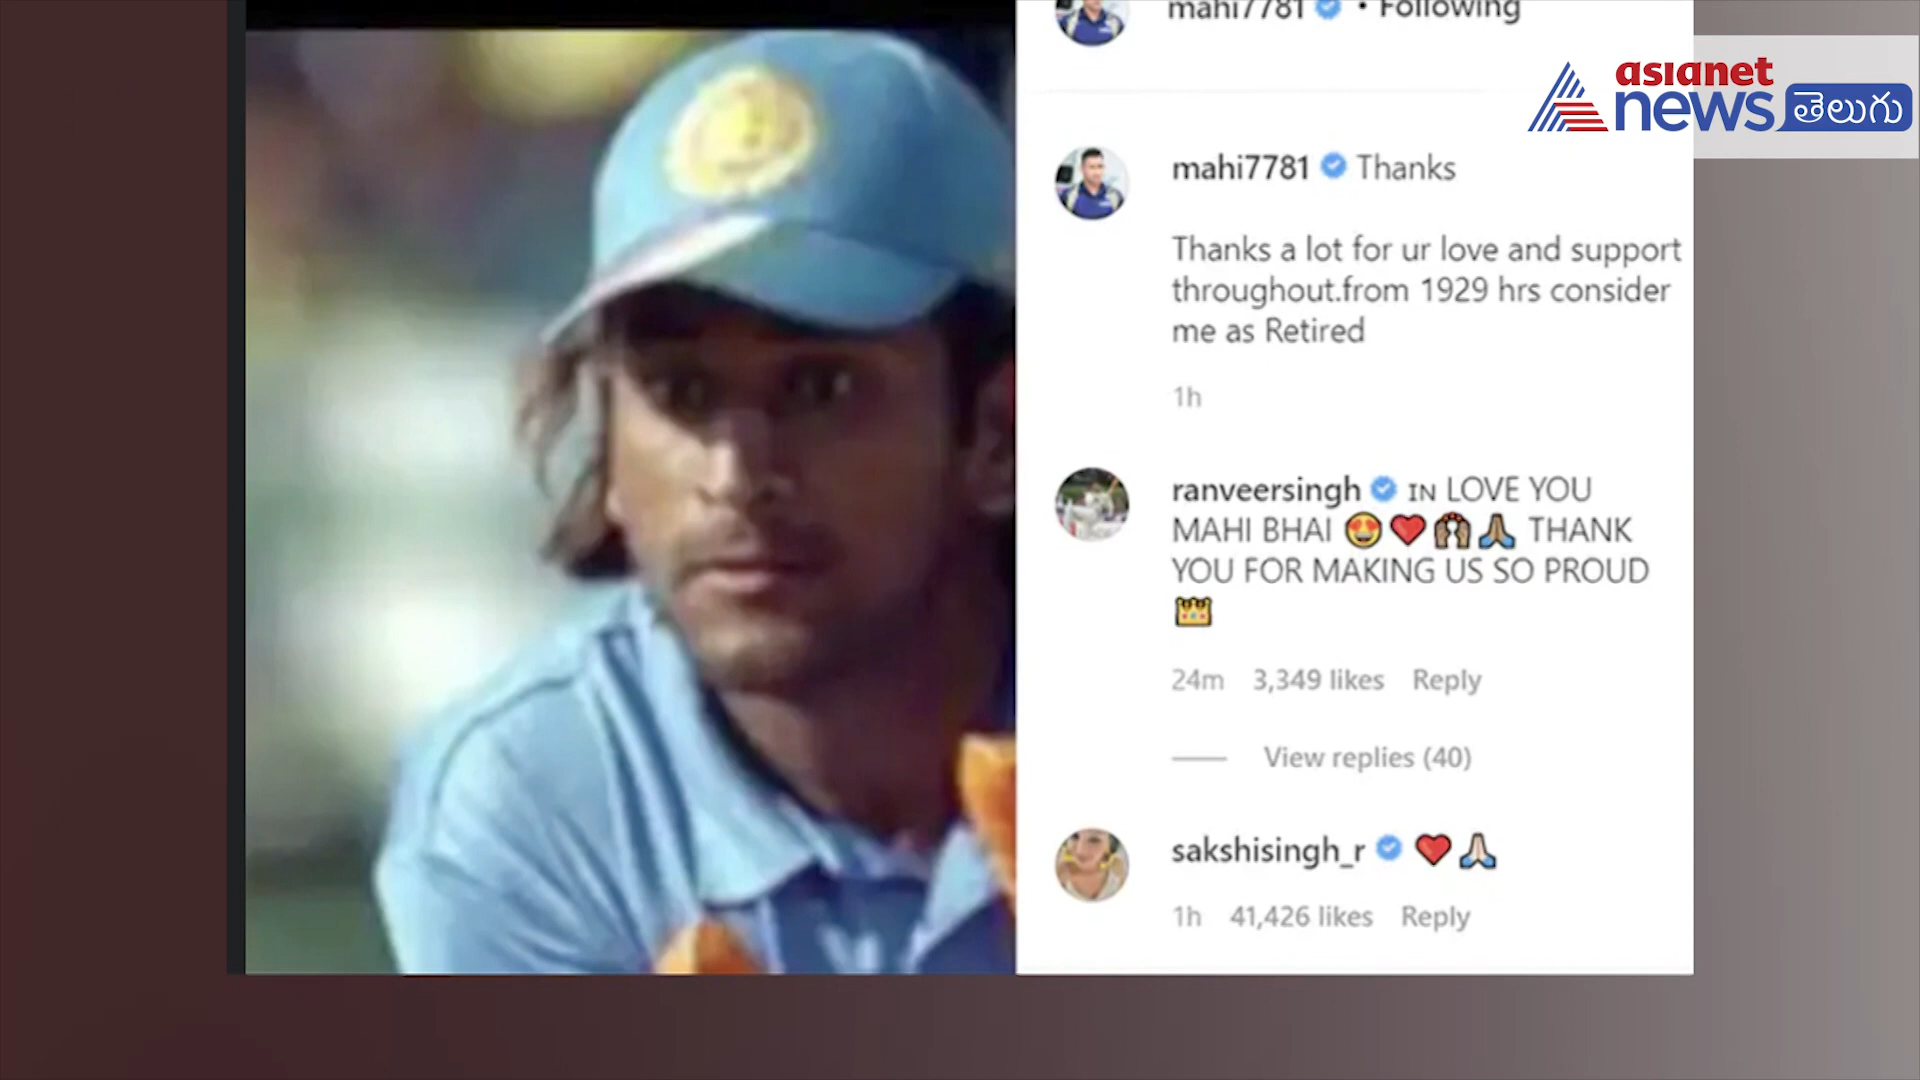 mahi7781 • Following
asianet
news తెలుగు
mahi7781 Thanks
Thanks a lot for ur love and support
throughout.from 1929 hrs consider
me as Retired
1h
ranveersingh IN LOVE YOU
MAHI BHAI 😍❤️🙌🏽🙏🏽 THANK
YOU FOR MAKING US SO PROUD
👑
24m 3,349 likes Reply
View replies (40)
sakshisingh_r ❤️🙏🏻
1h 41,426 likes Reply